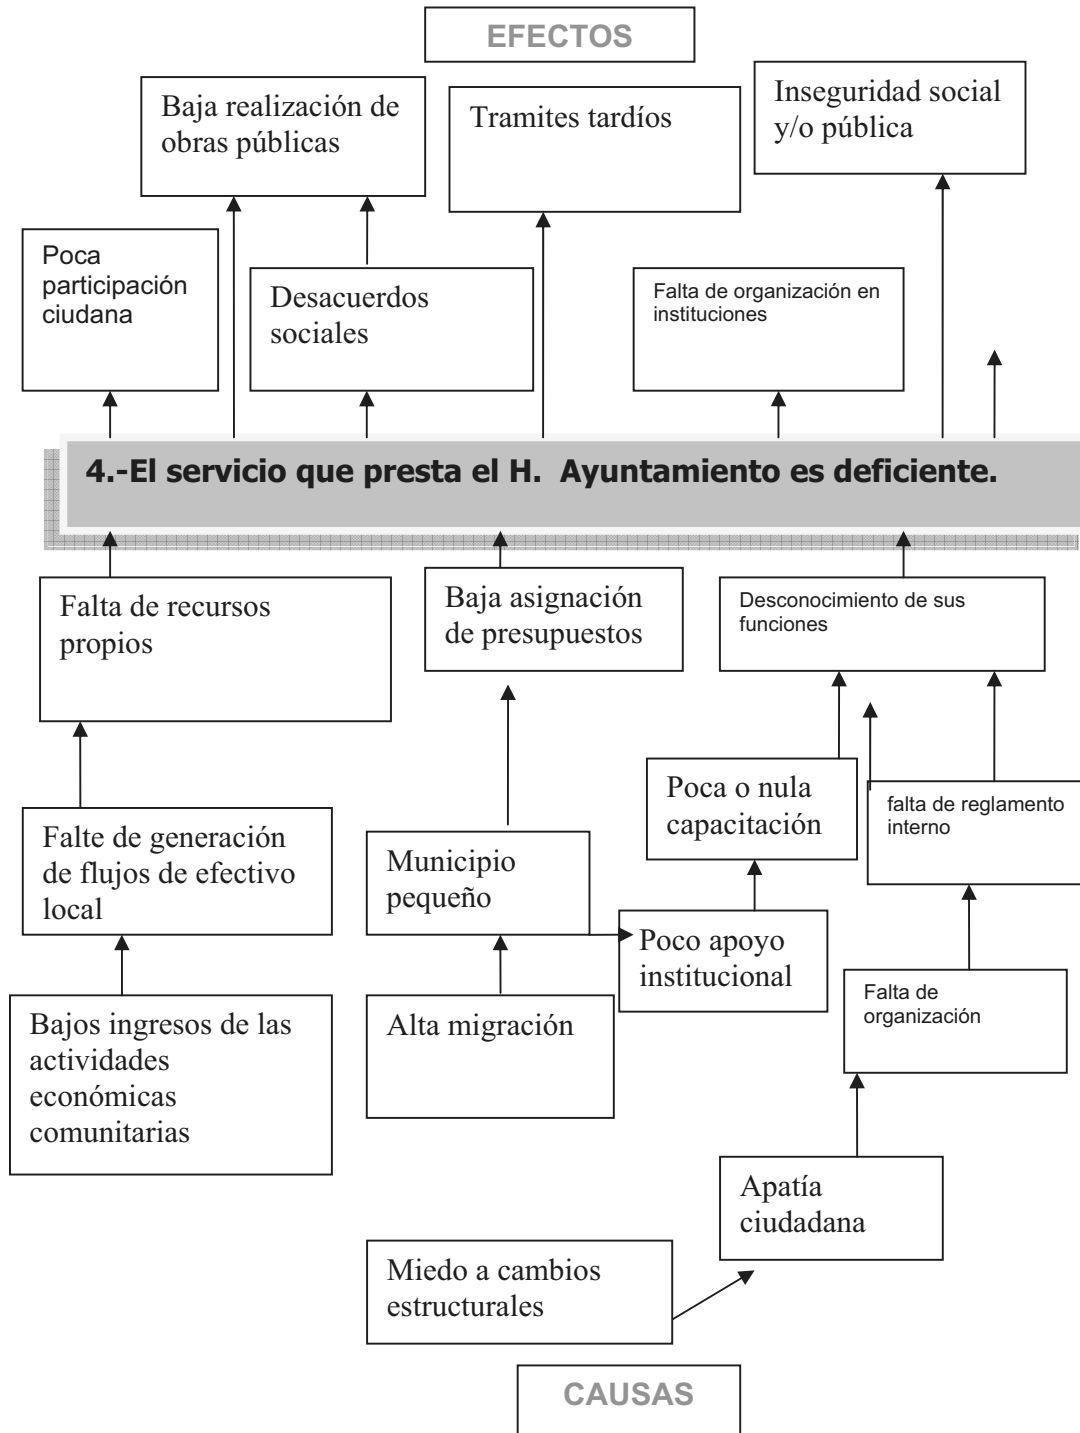 EFECTOS
Baja realización de
obras públicas
Tramites tardíos
Inseguridad social
y/o pública
Poca
participación
ciudana
Desacuerdos
sociales
Falta de organización en
instituciones
4.-El servicio que presta el H.  Ayuntamiento es deficiente.
Falta de recursos
propios
Baja asignación
de presupuestos
Desconocimiento de sus
funciones
Falte de generación
de flujos de efectivo
local
Municipio
pequeño
Poca o nula
capacitación
falta de reglamento
interno
Poco apoyo
institucional
Falta de
organización
Bajos ingresos de las
actividades
económicas
comunitarias
Alta migración
Apatía
ciudadana
Miedo a cambios
estructurales
CAUSAS